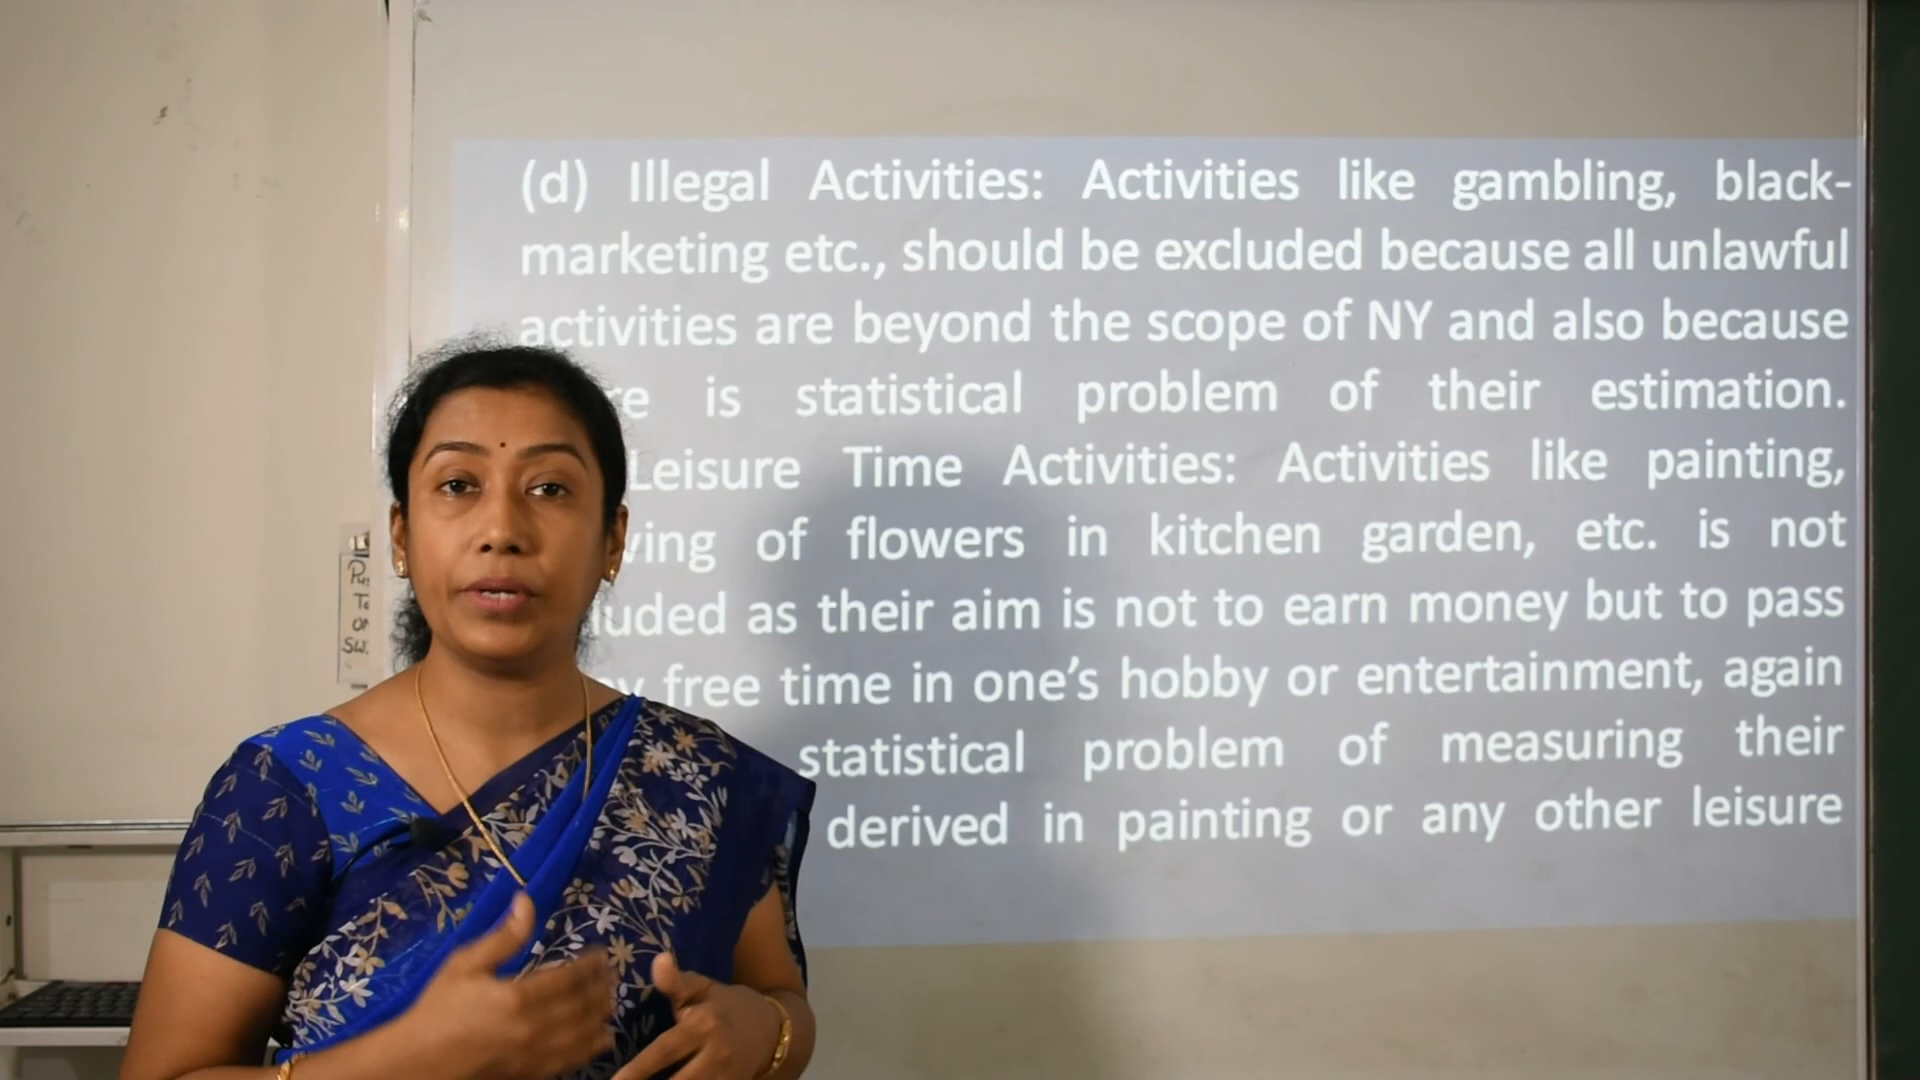 (d) Illegal Activities: Activities like gambling, black-
marketing etc., should be excluded because all unlawful
activities are beyond the scope of NY and also because
is statistical problem of their estimation.
Leisure Time Activities: Activities like painting,
of flowers in kitchen garden, etc. is not
as their aim is not to earn money but to pass
free time in one's hobby or entertainment, again
statistical problem of measuring their
derived in painting or any other leisure
To
SW.